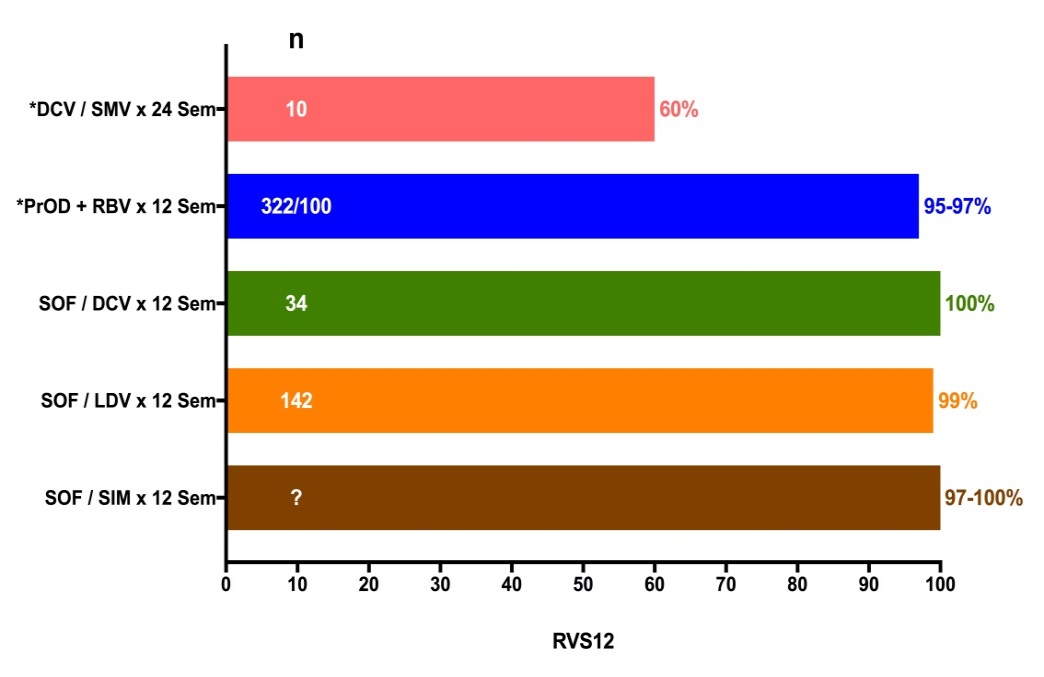 n
*DCV / SMV x 24 Sem 10 60%
*PrOD + RBV x 12 Sem 322/100 95-97%
SOF / DCV x 12 Sem 34 100%
SOF / LDV x 12 Sem 142 99%
SOF / SIM x 12 Sem ? 97-100%
0 10 20 30 40 50 60 70 80 90 100
RVS12